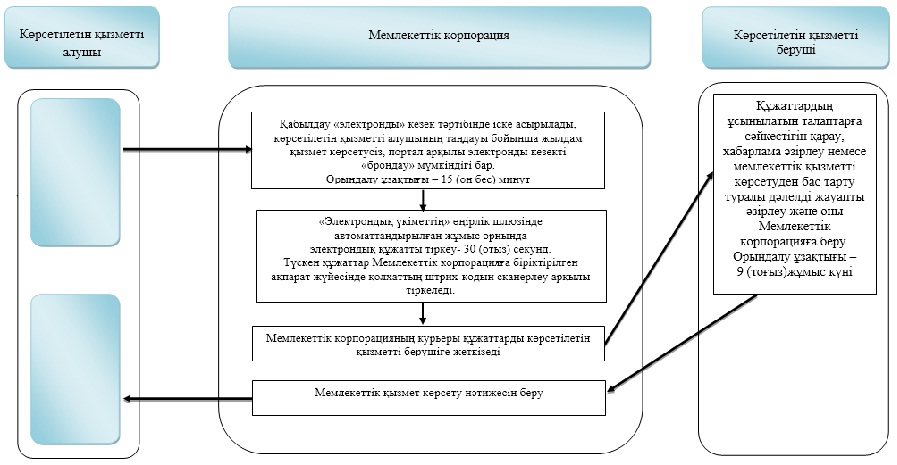 Көрсетілетін қызметті
алушы
Мемлекеттік корпорация
Көрсетілетін қызметті
беруші
Қабылдау «электронды» кезек тәртібінде іске асырылады,
көрсетілетін қызметті алушының таңдауы бойынша жылдам
қызмет көрсетусіз, портал арқылы электронды кезекті
«брондау» мүмкіндігі бар.
Орындалу ұзақтығы – 15 (он бес) минут
«Электрондық үкіметтің» өңірлік шлюзінде
автоматтандырылған жұмыс орнында
электрондық құжатты тіркеу- 30 (отыз) секунд.
Түскен құжаттар Мемлекеттік корпорацияға біріктірілген
ақпарат жүйесінде қолхаттың штрих-кодын сканерлеу арқылы
тіркеледі.
Мемлекеттік корпорацияның курьеры құжаттарды көрсетілетін
қызметті берушіге жеткізеді
Мемлекеттік қызмет көрсету нәтижесін беру
Құжаттардың
ұсынылатын талаптарға
сәйкестігін қарау,
хабарлама әзірлеу немесе
мемлекеттік қызметті
көрсетуден бас тарту
туралы дәлелді жауапты
әзірлеу және оны
Мемлекеттік
корпорацияға беру
Орындалу ұзақтығы –
9 (тоғыз)жұмыс күні